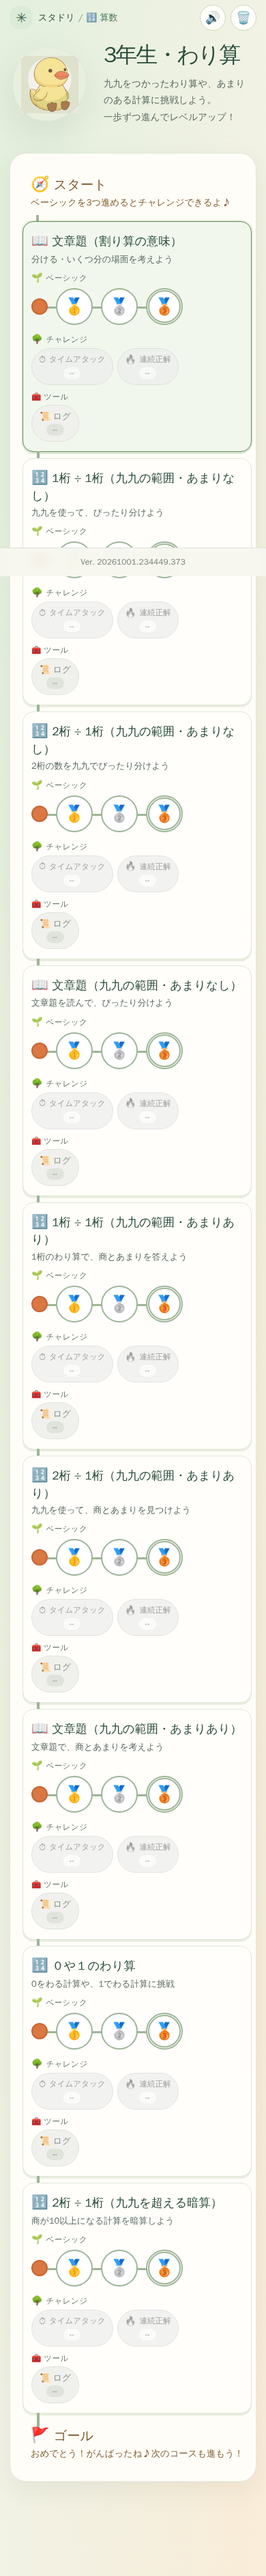 スタドリ / 🔢 算数
3年生・わり算
九九をつかったわり算や、あまり
のある計算に挑戦しよう。
一歩ずつ進んでレベルアップ！
🧭 スタート
ベーシックを3つ進めるとチャレンジできるよ♪
📖 文章題（割り算の意味）
分ける・いくつ分の場面を考えよう
🌱 ベーシック
🌳 チャレンジ
⏱ タイムアタック 🔥 連続正解
-- --
🧰 ツール
📜 ログ
--
🔢 1桁 ÷ 1桁（九九の範囲・あまりな
し）
九九を使って、ぴったり分けよう
🌱 ベーシック
Ver. 20261001.234449.373
🌳 チャレンジ
⏱ タイムアタック 🔥 連続正解
-- --
🧰 ツール
📜 ログ
--
🔢 2桁 ÷ 1桁（九九の範囲・あまりな
し）
2桁の数を九九でぴったり分けよう
🌱 ベーシック
🌳 チャレンジ
⏱ タイムアタック 🔥 連続正解
-- --
🧰 ツール
📜 ログ
--
📖 文章題（九九の範囲・あまりなし）
文章題を読んで、ぴったり分けよう
🌱 ベーシック
🌳 チャレンジ
⏱ タイムアタック 🔥 連続正解
-- --
🧰 ツール
📜 ログ
--
🔢 1桁 ÷ 1桁（九九の範囲・あまりあ
り）
1桁のわり算で、商とあまりを答えよう
🌱 ベーシック
🌳 チャレンジ
⏱ タイムアタック 🔥 連続正解
-- --
🧰 ツール
📜 ログ
--
🔢 2桁 ÷ 1桁（九九の範囲・あまりあ
り）
九九を使って、商とあまりを見つけよう
🌱 ベーシック
🌳 チャレンジ
⏱ タイムアタック 🔥 連続正解
-- --
🧰 ツール
📜 ログ
--
📖 文章題（九九の範囲・あまりあり）
文章題で、商とあまりを考えよう
🌱 ベーシック
🌳 チャレンジ
⏱ タイムアタック 🔥 連続正解
-- --
🧰 ツール
📜 ログ
--
🔢 ０や１のわり算
0をわる計算や、1でわる計算に挑戦
🌱 ベーシック
🌳 チャレンジ
⏱ タイムアタック 🔥 連続正解
-- --
🧰 ツール
📜 ログ
--
🔢 2桁 ÷ 1桁（九九を超える暗算）
商が10以上になる計算を暗算しよう
🌱 ベーシック
🌳 チャレンジ
⏱ タイムアタック 🔥 連続正解
-- --
🧰 ツール
📜 ログ
--
🚩 ゴール
おめでとう！がんばったね♪次のコースも進もう！